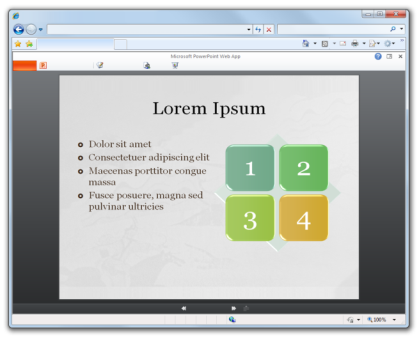 Microsoft PowerPoint Web App
Lorem Ipsum
Dolor sit amet
Consectetuer adipiscing elit
Maecenas porttitor congue
massa
Fusce posuere, magna sed
pulvinar ultricies
1 2
3 4
100%